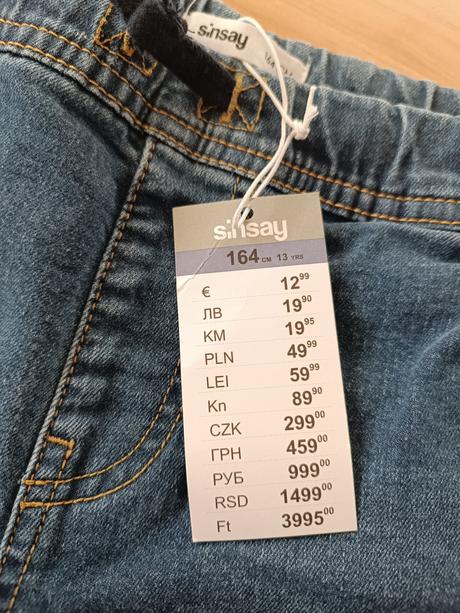 sinsay
164
sinsay
164 CM 13 YRS
€ 12⁹⁹
ЛВ 19⁹⁰
KM 19⁹⁵
PLN 49⁹⁹
LEI 59⁹⁹
Kn 89⁹⁰
CZK 299⁰⁰
ГРН 459⁰⁰
РУБ 999⁰⁰
RSD 1499⁰⁰
Ft 3995⁰⁰